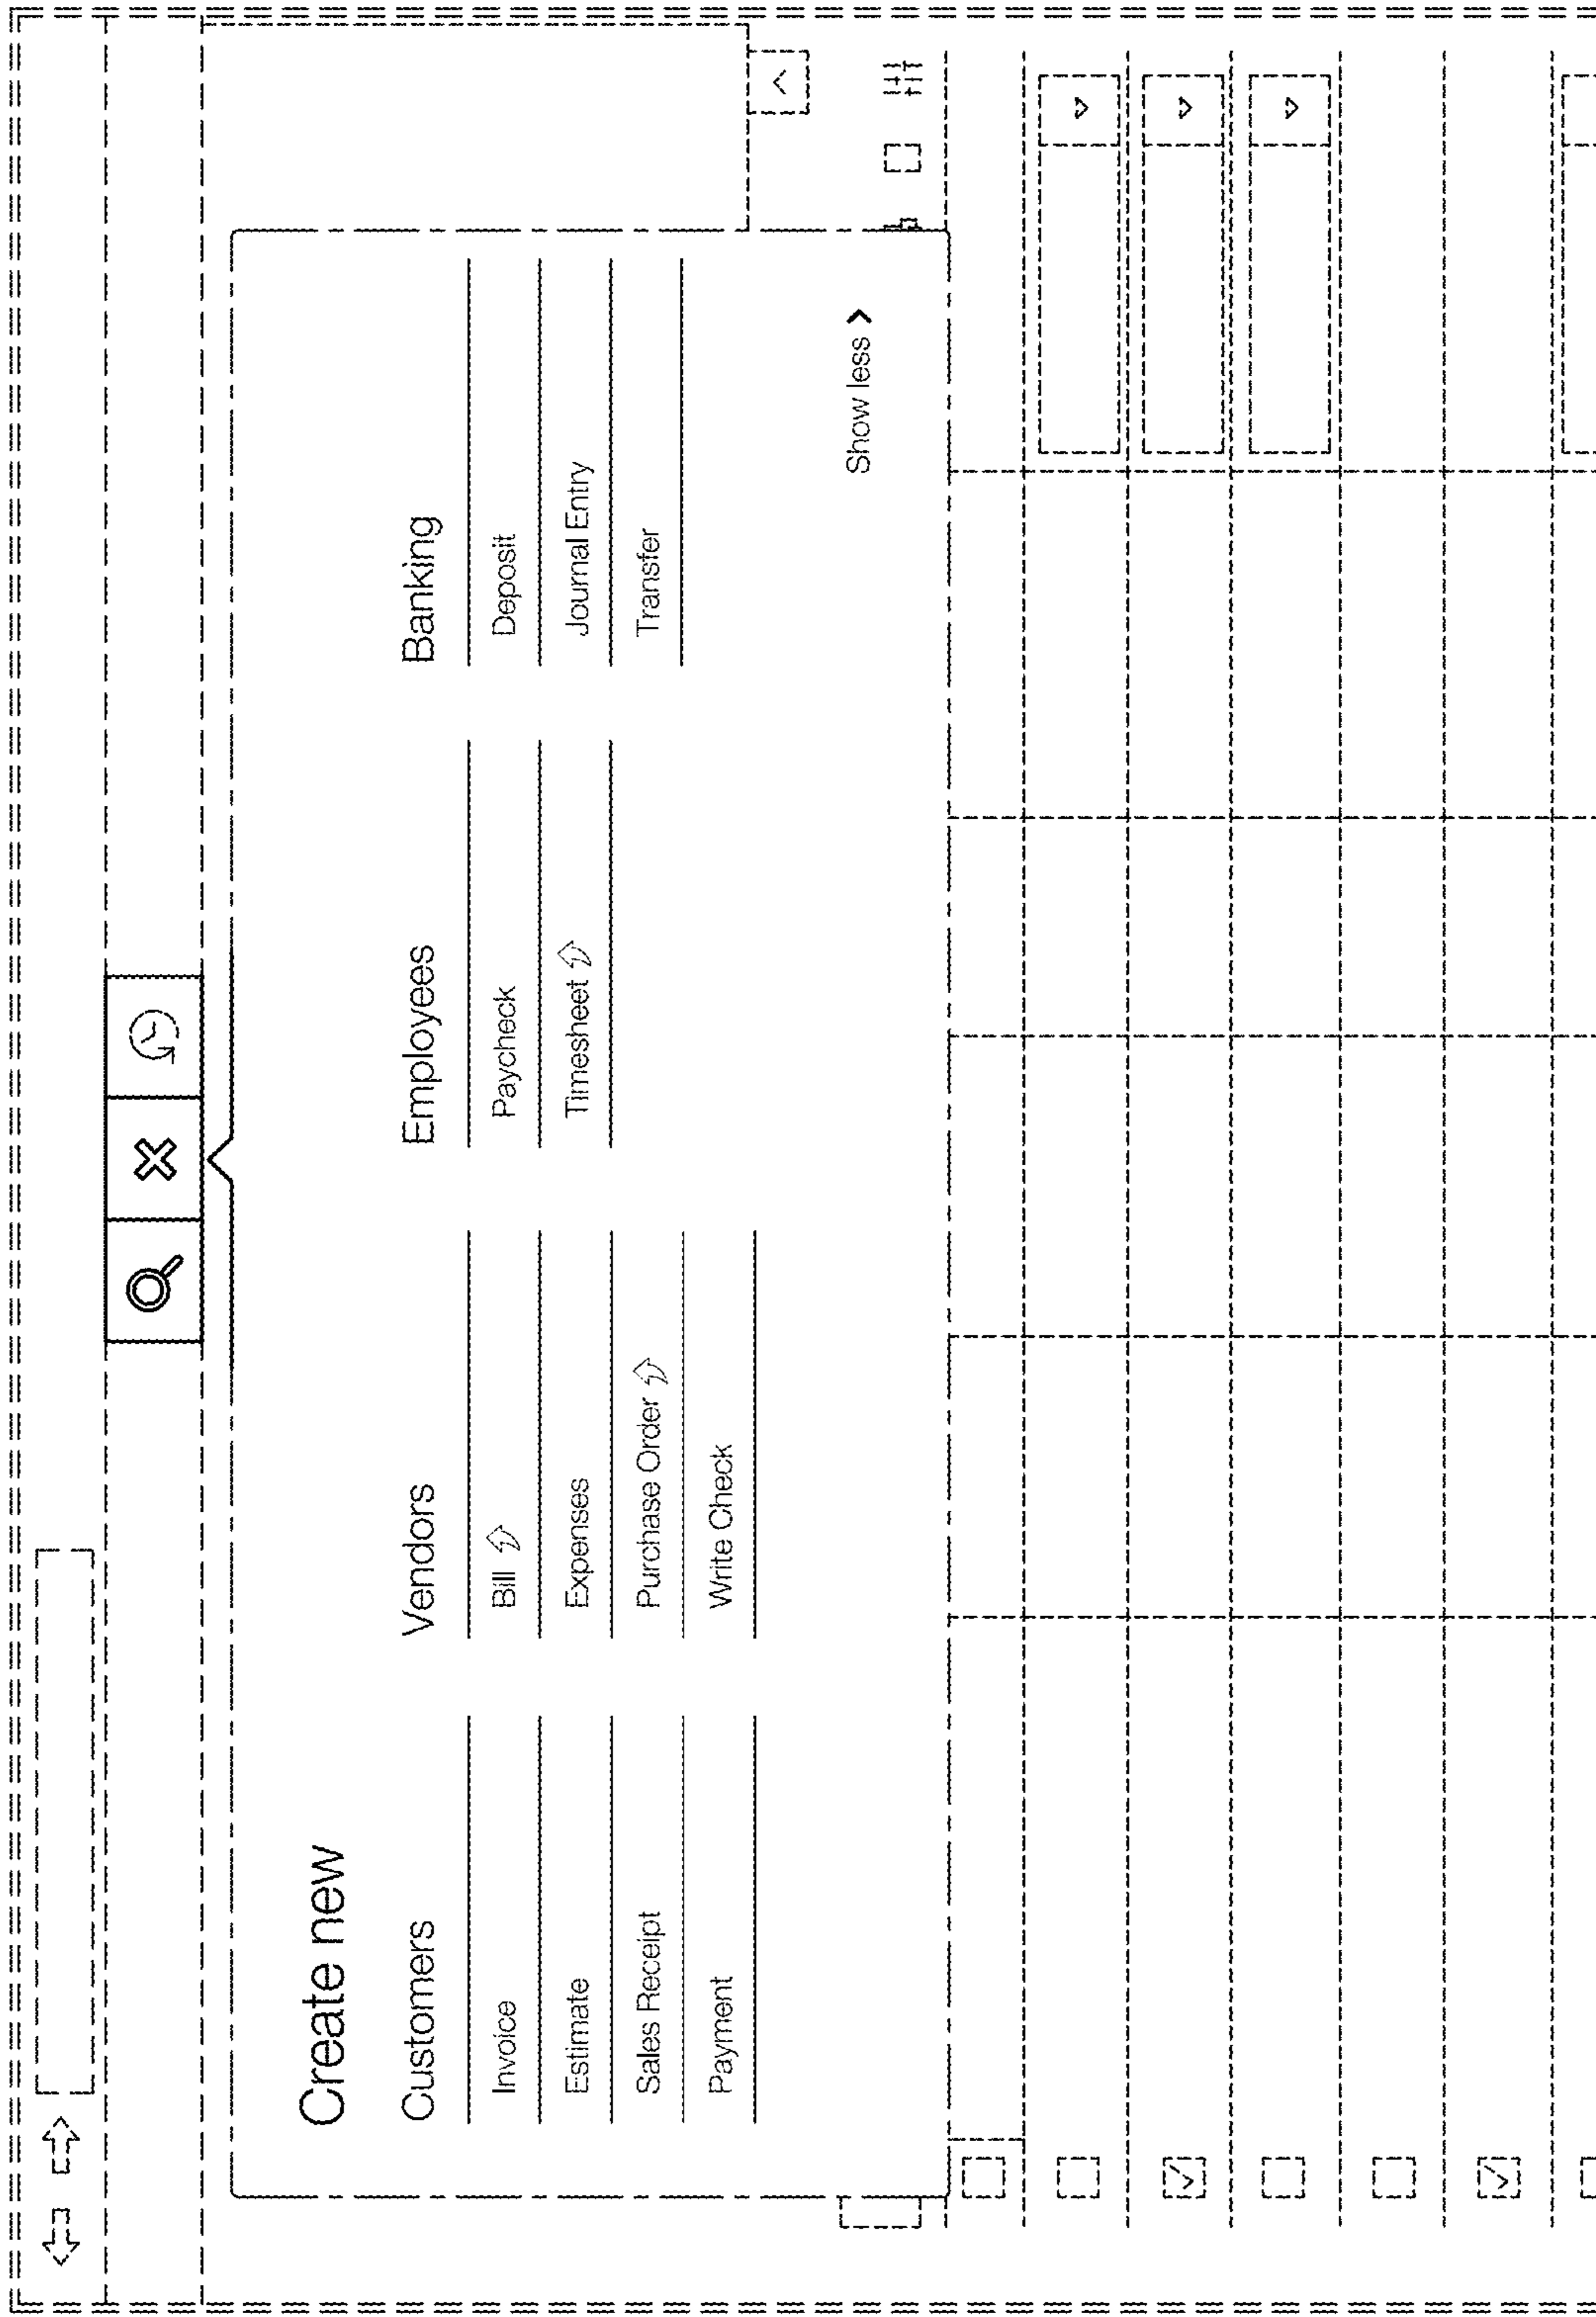 Create new
Customers
Invoice
Estimate
Sales Receipt
Payment
Vendors
Bill
Expenses
Purchase Order
Write Check
Employees
Paycheck
Timesheet
Banking
Deposit
Journal Entry
Transfer
Show less